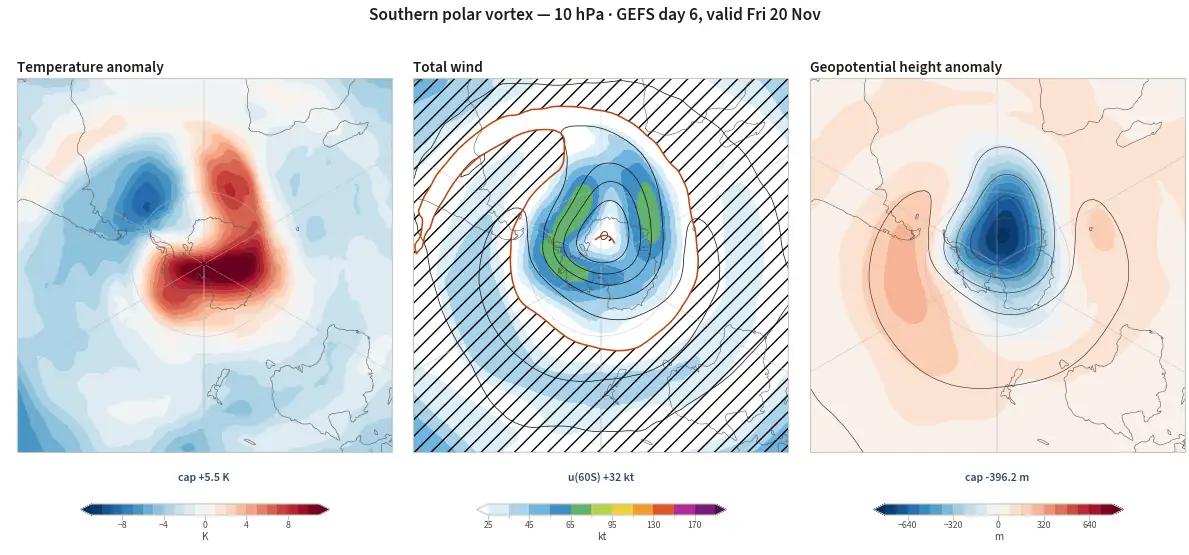 Southern polar vortex — 10 hPa · GEFS day 6, valid Fri 20 Nov
Temperature anomaly
Total wind
Geopotential height anomaly
cap +5.5 K
u(60S) +32 kt
cap -396.2 m
−8 −4 0 4 8
K
25 45 65 95 130 170
kt
−640 −320 0 320 640
m